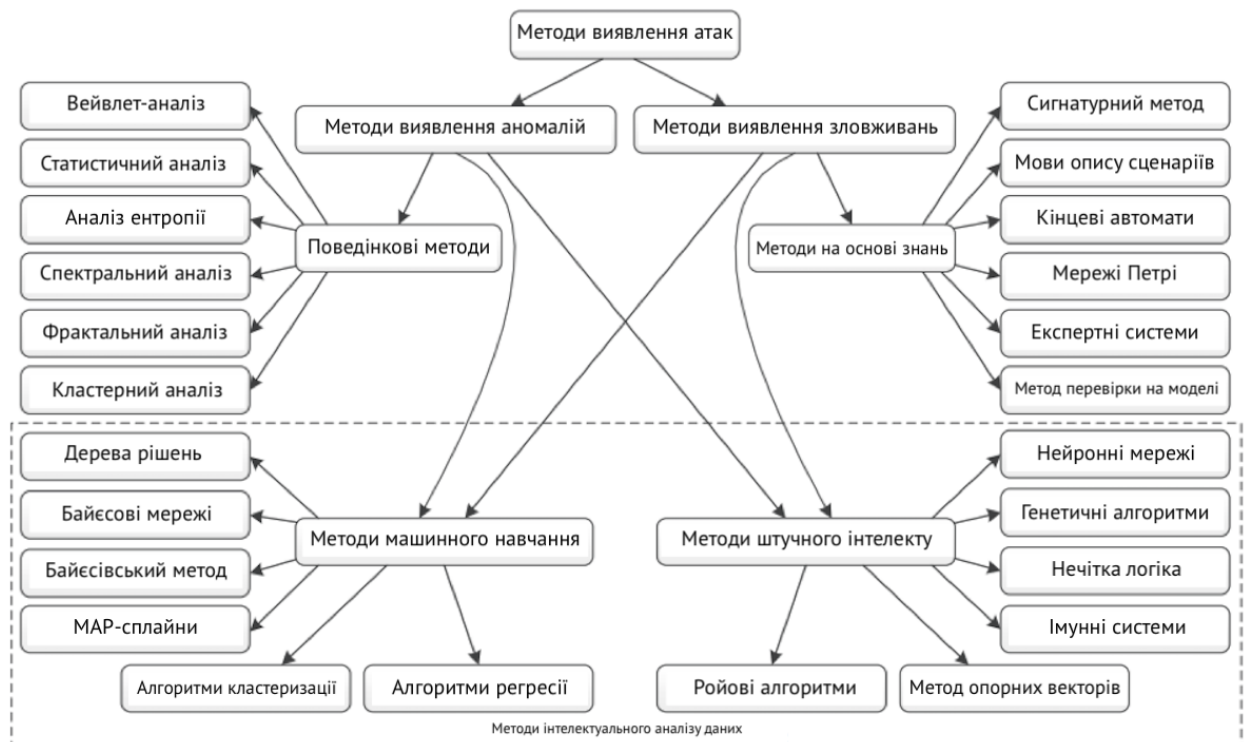 Методи виявлення атак
Вейвлет-аналіз
Методи виявлення аномалій
Методи виявлення зловживань
Сигнатурний метод
Статистичний аналіз
Мови опису сценаріїв
Аналіз ентропії
Поведінкові методи
Методи на основі знань
Кінцеві автомати
Спектральний аналіз
Мережі Петрі
Фрактальний аналіз
Експертні системи
Кластерний аналіз
Метод перевірки на моделі
Дерева рішень
Нейронні мережі
Байєсові мережі
Генетичні алгоритми
Методи машинного навчання
Методи штучного інтелекту
Байєсівський метод
Нечітка логіка
МАР-сплайни
Імунні системи
Алгоритми кластеризації
Алгоритми регресії
Ройові алгоритми
Метод опорних векторів
Методи інтелектуального аналізу даних